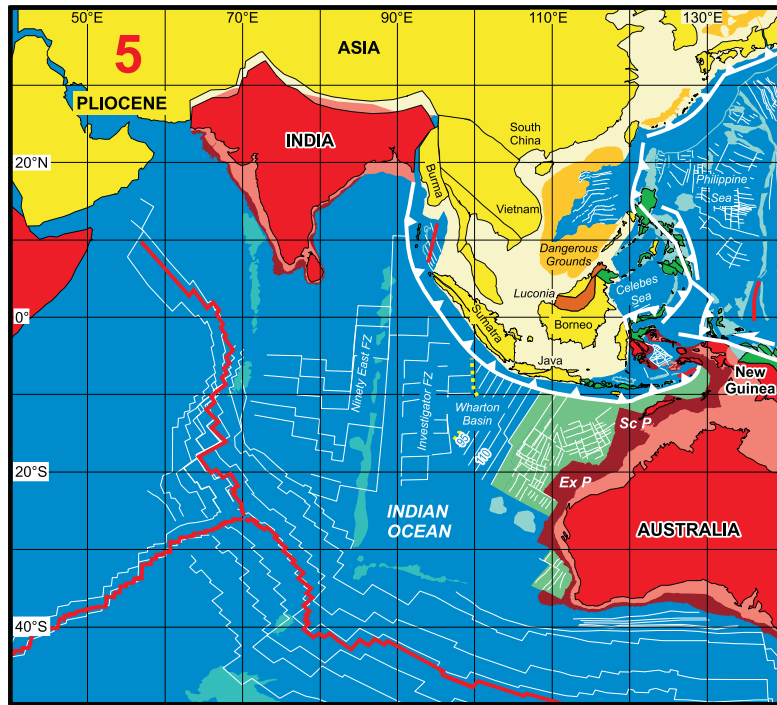 50°E
70°E
90°E
110°E
130°E
5
ASIA
PLIOCENE
INDIA
South
China
20°N
Burma
Philippine
Sea
Vietnam
Dangerous
Grounds
Luconia
Celebes
Sea
0°
Sumatra
Borneo
Java
Ninety East FZ
Investigator FZ
New
Guinea
Wharton
Basin
95
110
Sc P
20°S
Ex P
INDIAN
OCEAN
AUSTRALIA
40°S